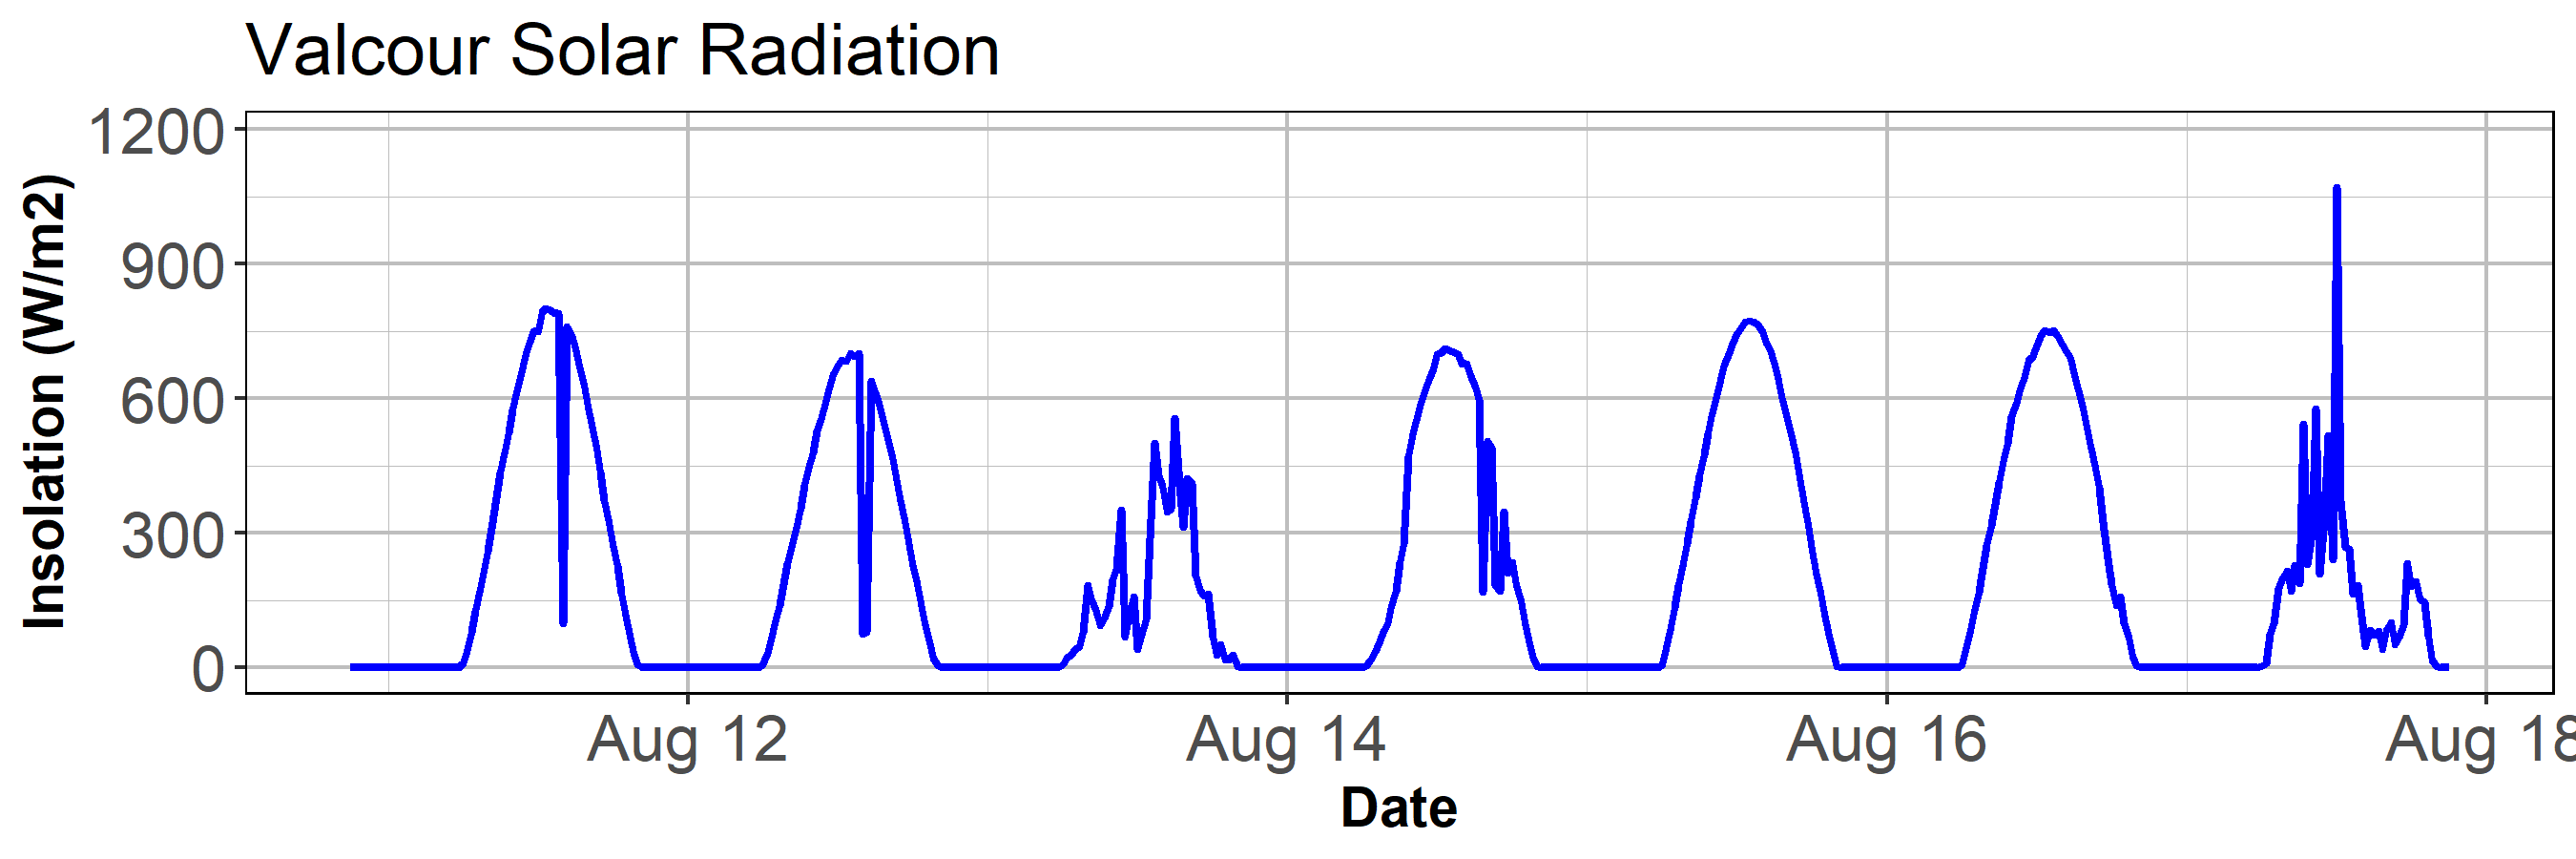 Valcour Solar Radiation
1200
900
600
300
0
Insolation (W/m2)
Aug 12
Aug 14
Aug 16
Aug 18
Date